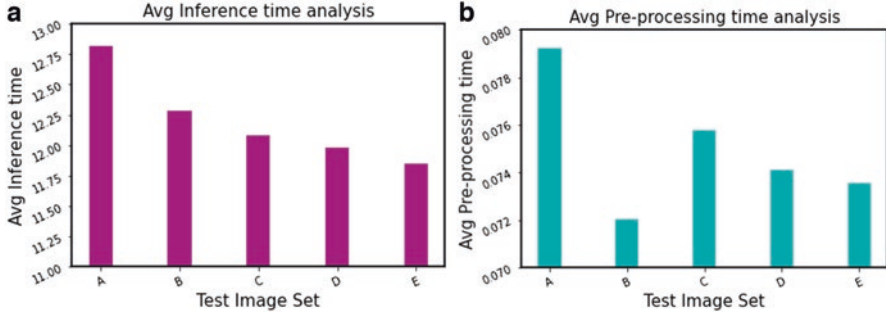 a
Avg Inference time analysis
13.00
12.75
12.50
12.25
12.00
11.75
11.50
11.25
11.00
Avg Inference time
A B C D E
Test Image Set
b
Avg Pre-processing time analysis
0.080
0.078
0.076
0.074
0.072
0.070
Avg Pre-processing time
A B C D E
Test Image Set